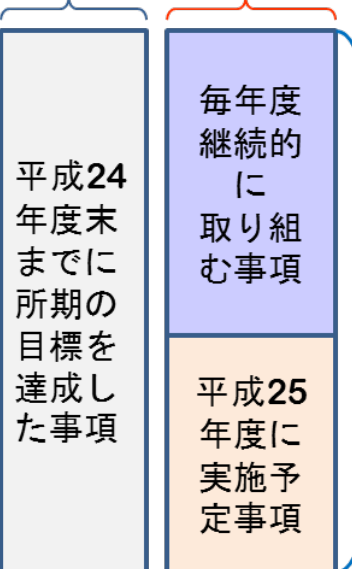 平成24
年度末
までに
所期の
目標を
達成し
た事項
毎年度
継続的
に
取り組
む事項
平成25
年度に
実施予
定事項